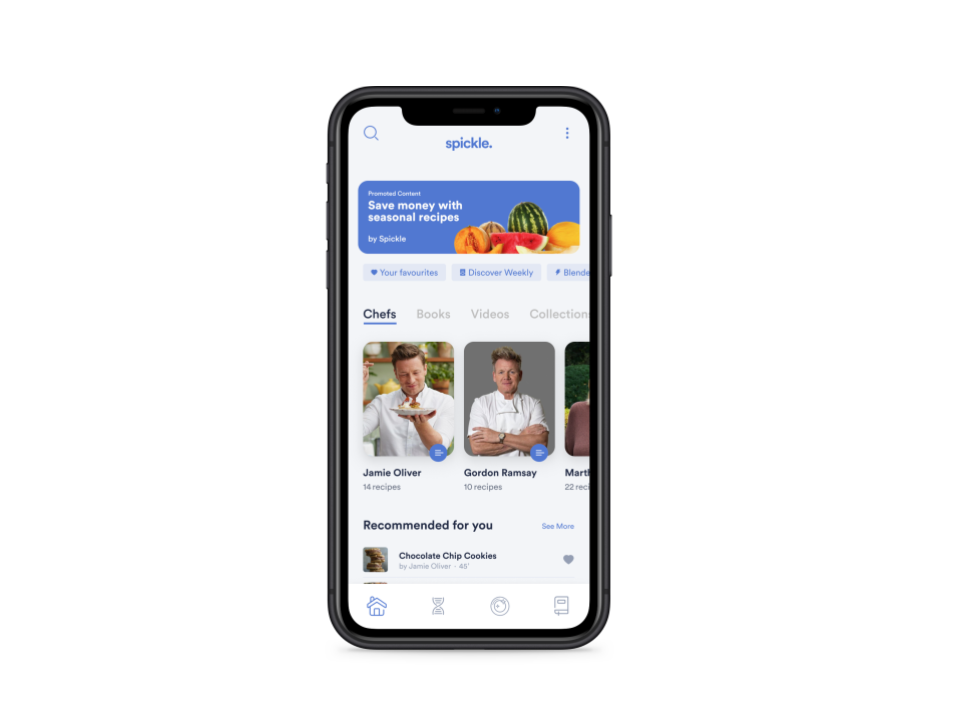 spickle.
Promoted Content
Save money with
seasonal recipes
by Spickle
Your favourites
Discover Weekly
Blende
Chefs
Books
Videos
Collections
Jamie Oliver
14 recipes
Gordon Ramsay
10 recipes
Mart
22 reci
Recommended for you
See More
Chocolate Chip Cookies
by Jamie Oliver · 45'